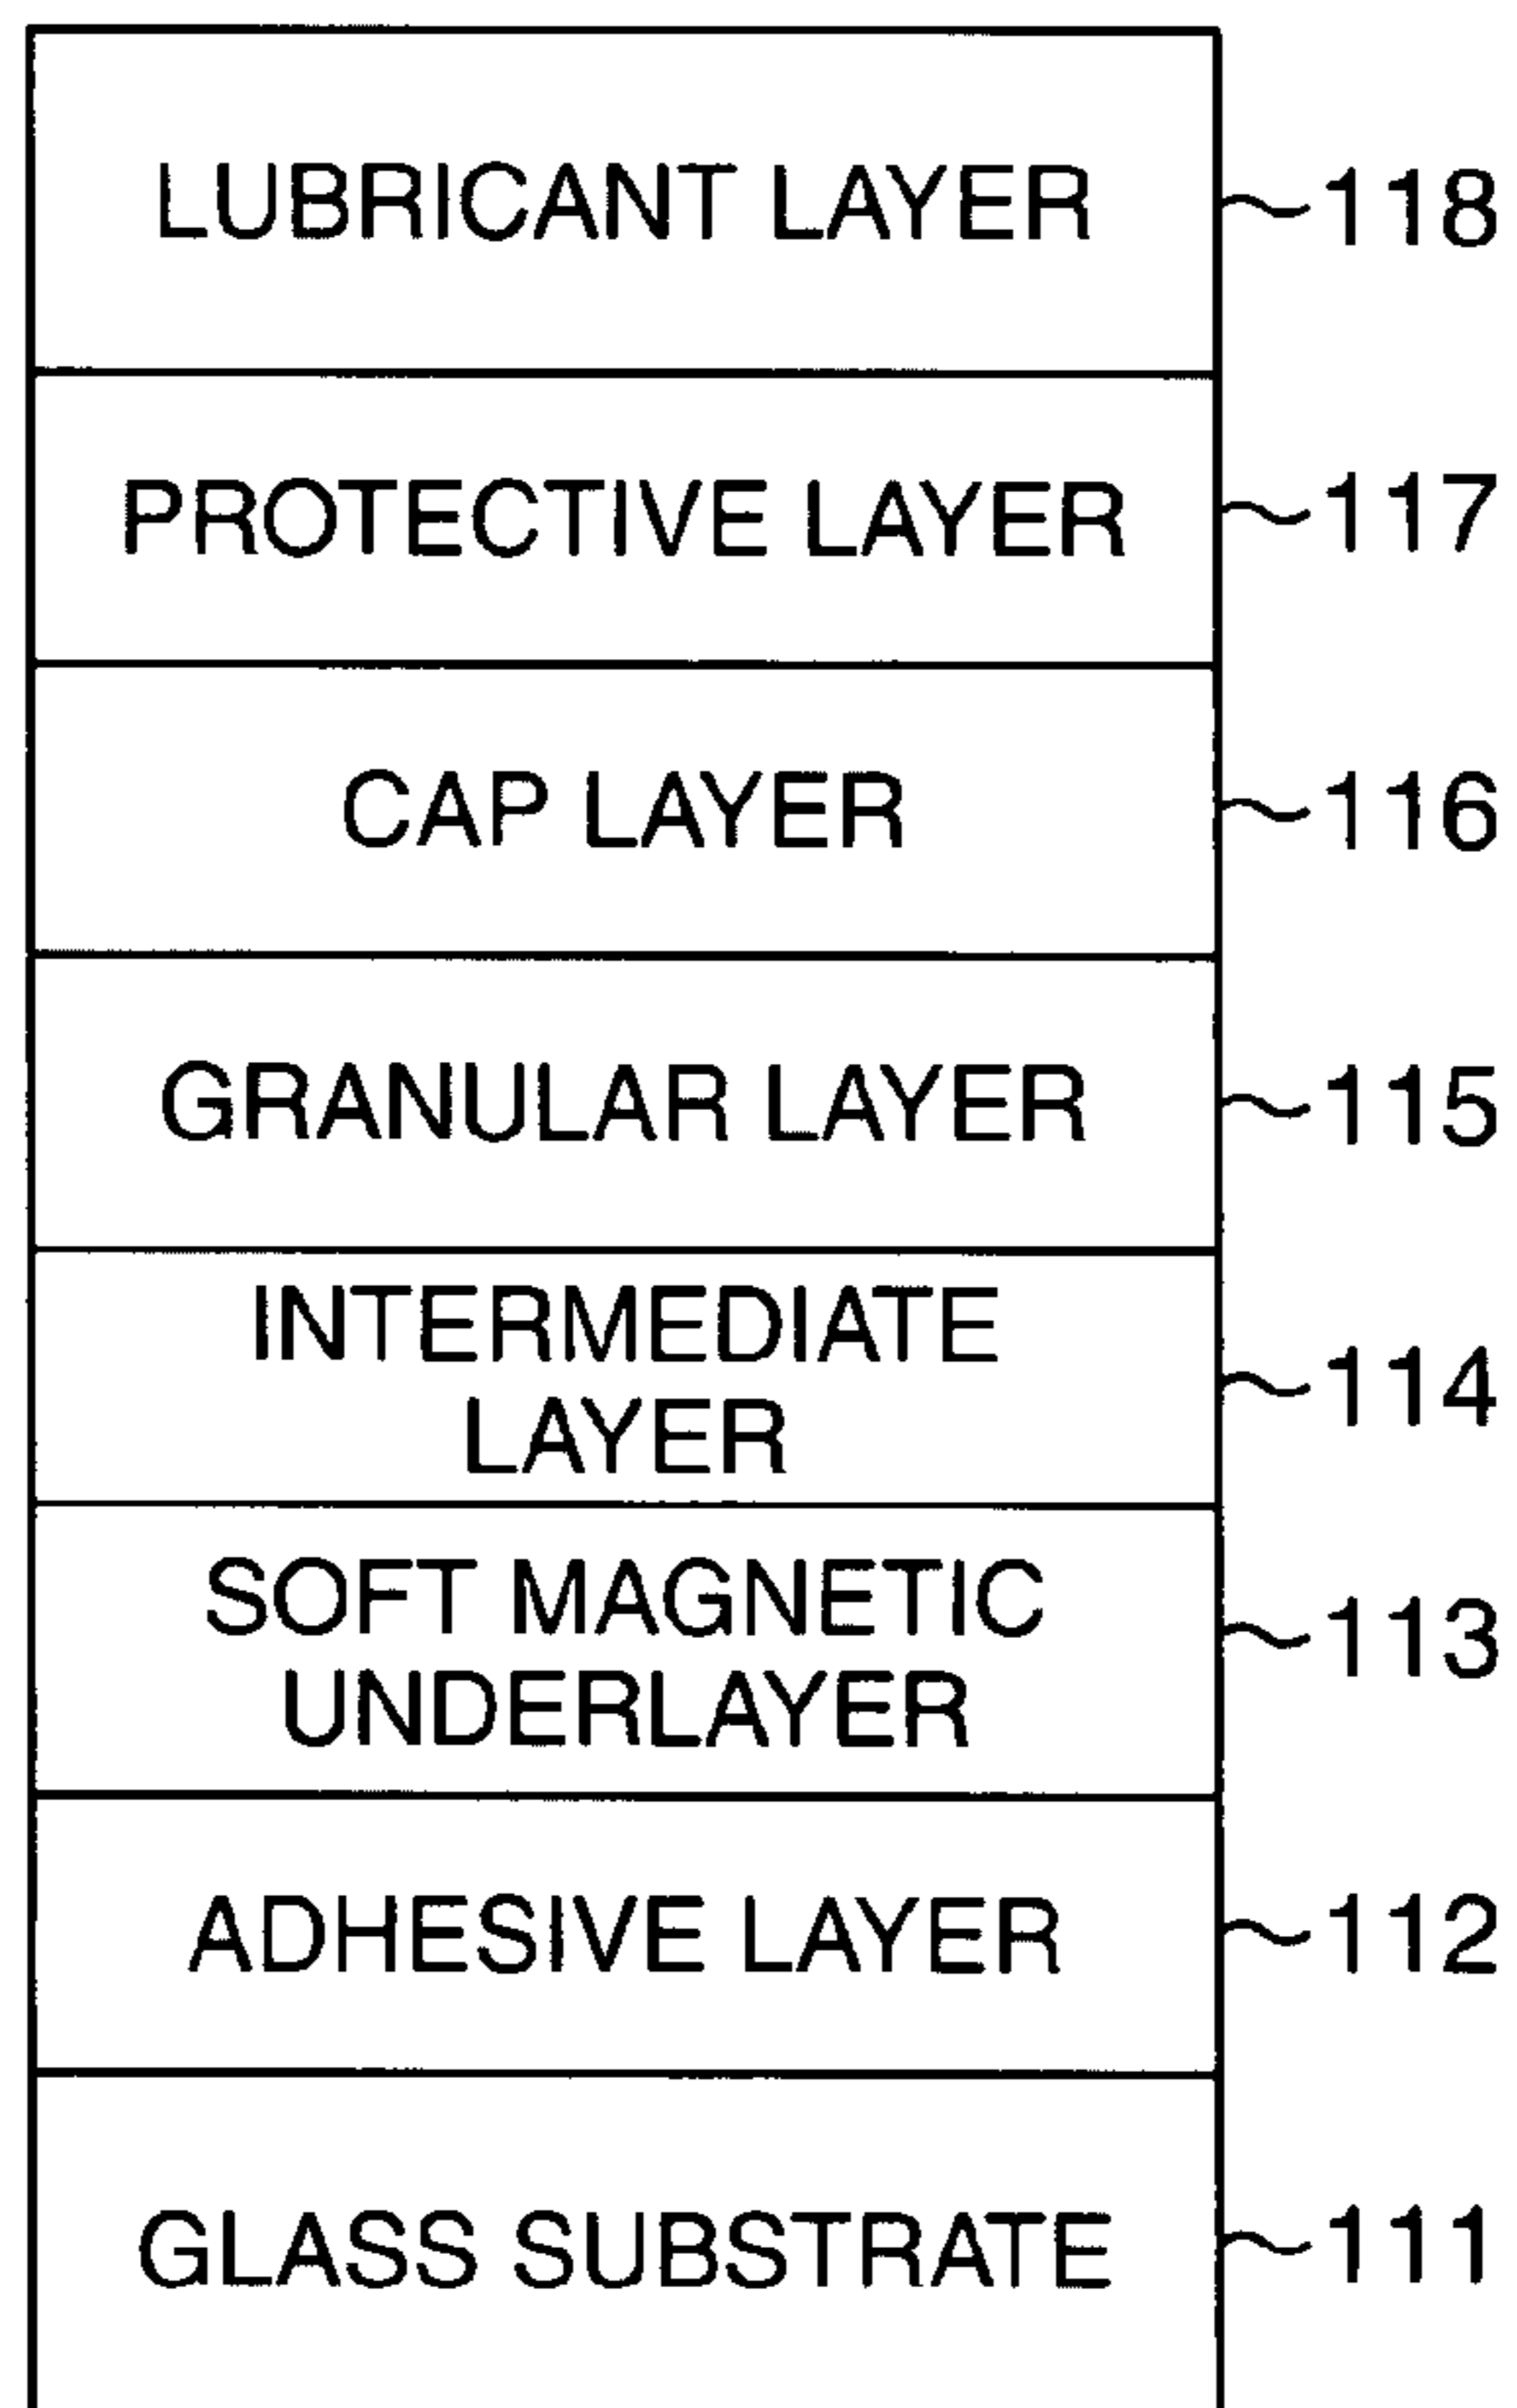 LUBRICANT LAYER 118
PROTECTIVE LAYER 117
CAP LAYER 116
GRANULAR LAYER 115
INTERMEDIATE
LAYER 114
SOFT MAGNETIC
UNDERLAYER 113
ADHESIVE LAYER 112
GLASS SUBSTRATE 111